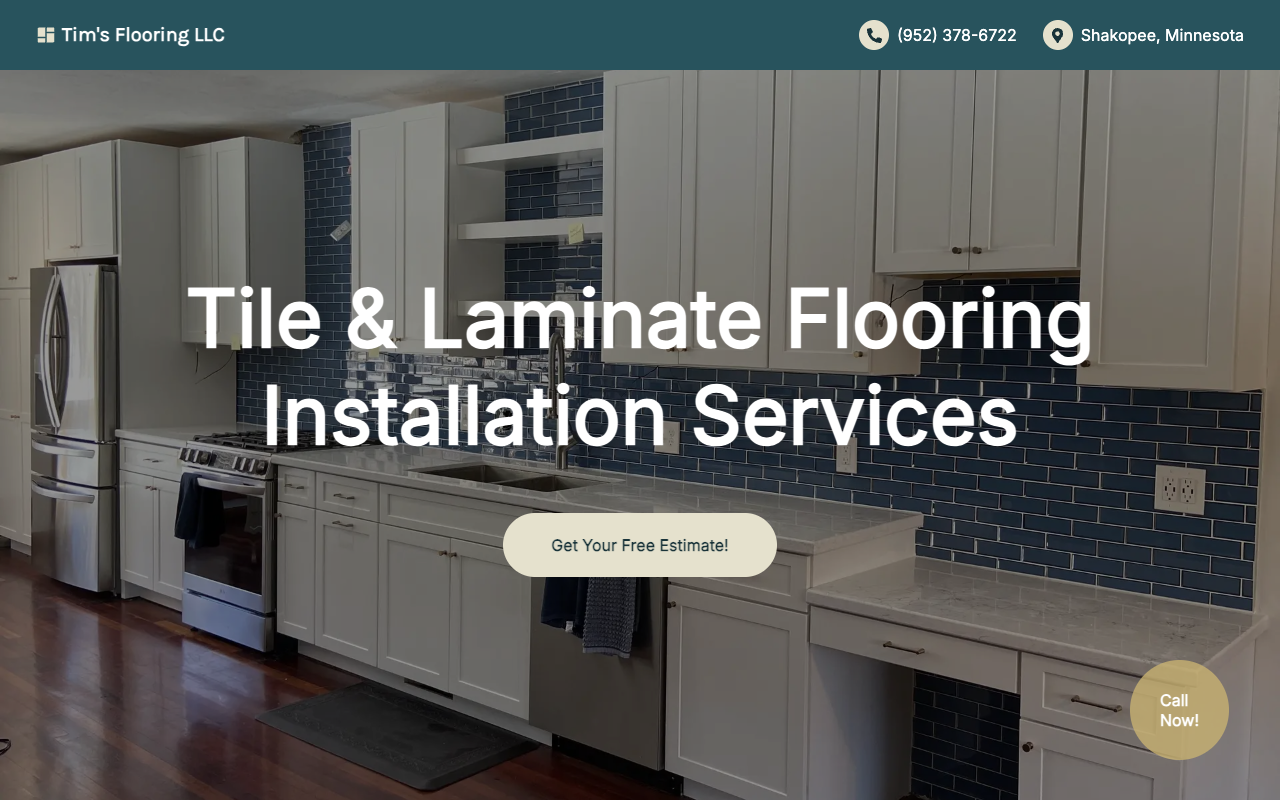 Tim's Flooring LLC
(952) 378-6722
Shakopee, Minnesota
Tile & Laminate Flooring
Installation Services
Get Your Free Estimate!
Call
Now!